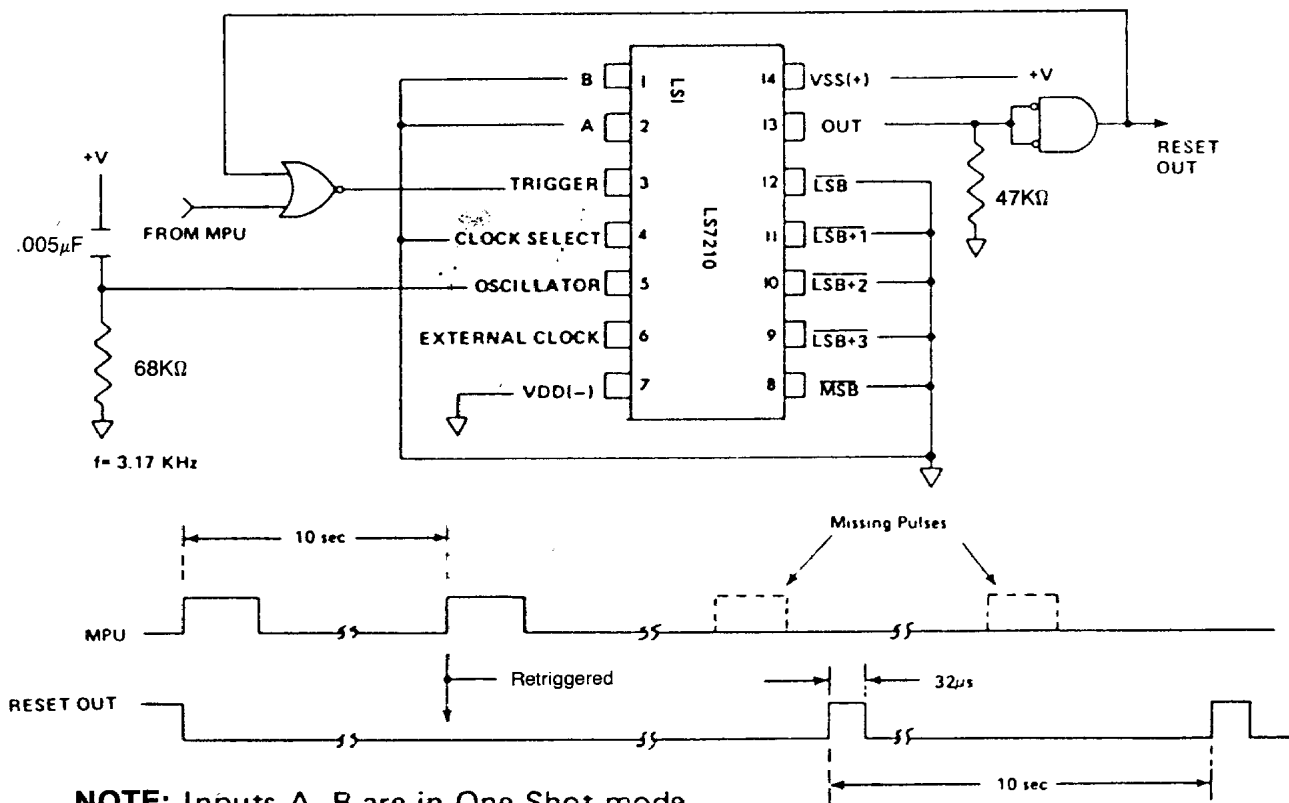 B 1 LSI 14 VSS(+) +V
A 2 13 OUT
RESET OUT
+V
TRIGGER 3 12 LSB
47KΩ
FROM MPU
.005µF
CLOCK SELECT 4 LS7210 11 LSB+1
OSCILLATOR 5 10 LSB+2
EXTERNAL CLOCK 6 9 LSB+3
68KΩ
VDD(-) 7 8 MSB
f= 3.17 KHz
Missing Pulses
10 sec
MPU
Retriggered
32µs
RESET OUT
10 sec
NOTE: Inputs A, B are in One Shot mode